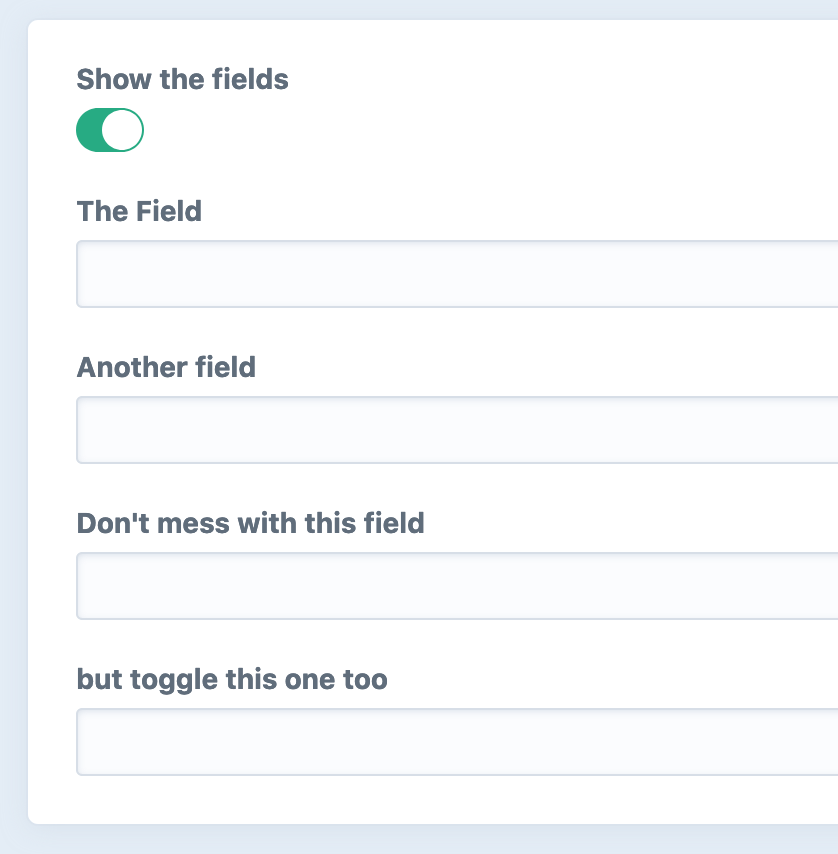 Show the fields
The Field
Another field
Don't mess with this field
but toggle this one too